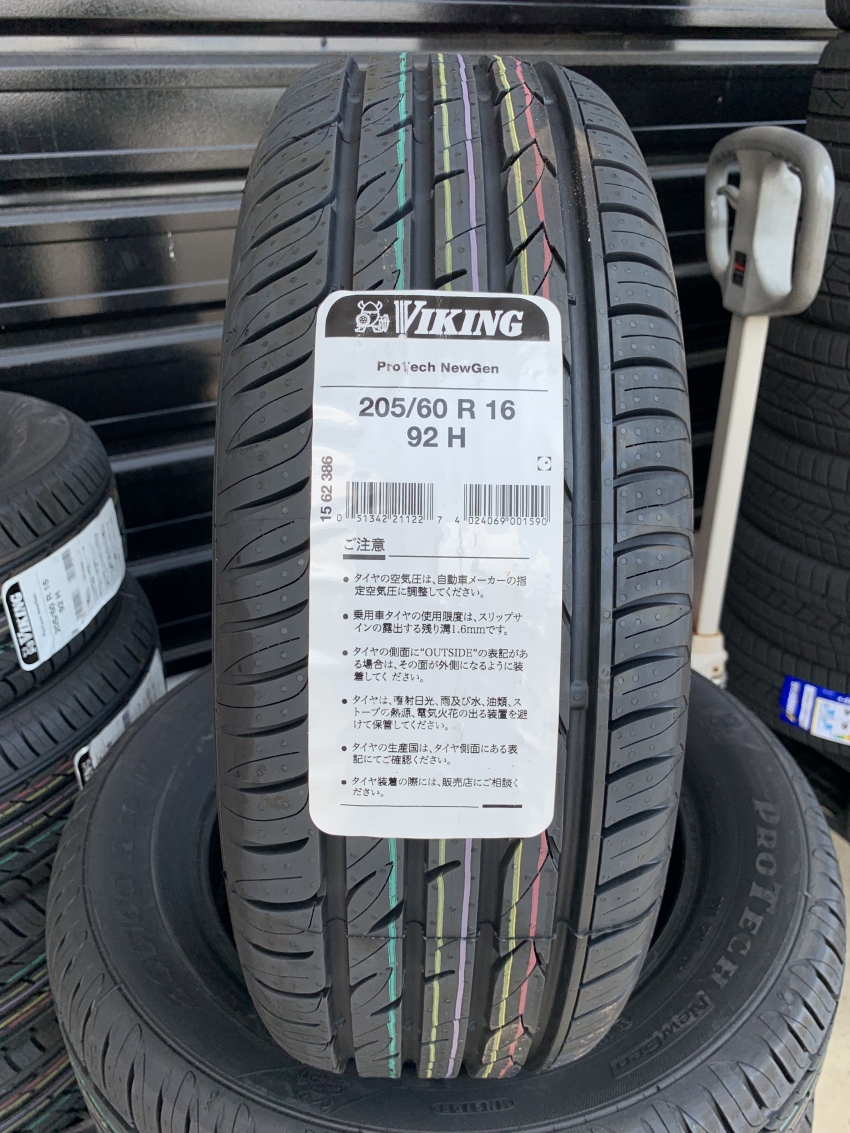 VIKING
ProTech NewGen
205/60 R 16
92 H
15 62 386
0 51342 21122 7
4 024069 001590
ご注意
● タイヤの空気圧は、自動車メーカーの指
定空気圧に調整してください。
● 乗用車タイヤの使用限度は、スリップサ
インの露出する残り溝1.6mmです。
● タイヤの側面に“OUTSIDE”の表記があ
る場合は、その面が外側になるように装
着してください。
● タイヤは、直射日光、雨及び水、油類、ス
トーブの熱源、電気火花の出る装置を避
けて保管してください。
● タイヤの生産国は、タイヤ側面にある表
記にてご確認ください。
● タイヤ装着の際には、販売店にご相談く
ださい。
VIKING
205/60 R 16
92 H
PROTECH NewGen